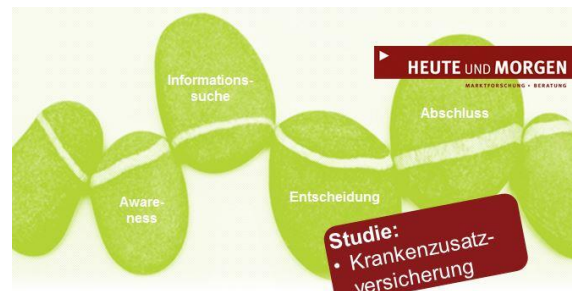 Informations-
suche
HEUTE UND MORGEN
MARKTFORSCHUNG • BERATUNG
Abschluss
Aware-
ness
Entscheidung
Studie:
• Krankenzusatz-
versicherung